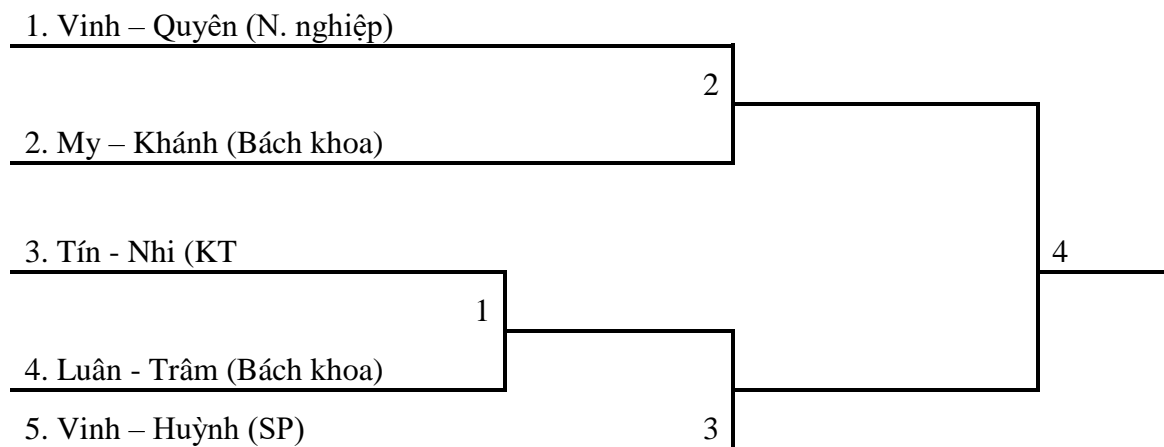 1. Vinh – Quyên (N. nghiệp)
2
2. My – Khánh (Bách khoa)
3. Tín - Nhi (KT
4
1
4. Luân - Trâm (Bách khoa)
5. Vinh – Huỳnh (SP)
3